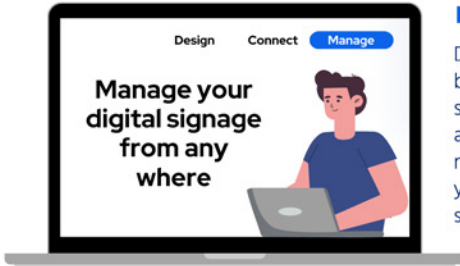 Design Connect Manage
Manage your
digital signage
from any
where